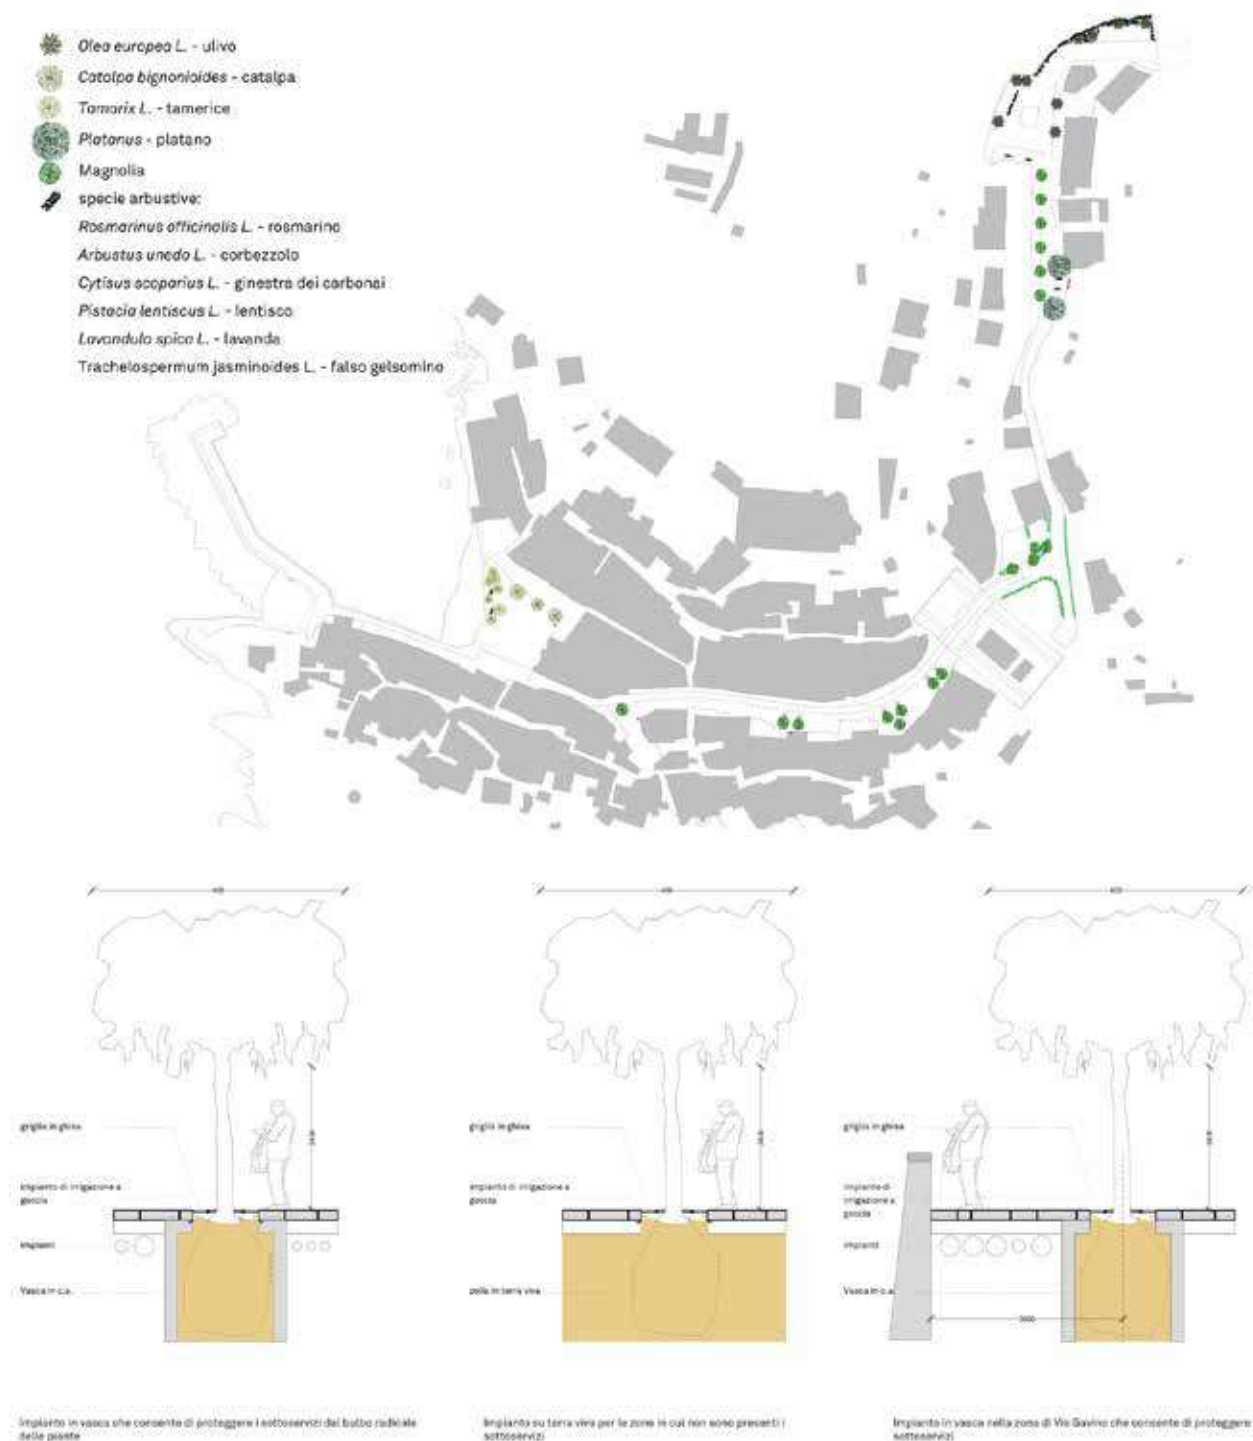 Olea europea L. - ulivo
Catalpa bignonioides - catalpa
Tamarix L. - tamerice
Platanus - platano
Magnolia
specie arbustive:
Rosmarinus officinalis L. - rosmarino
Arbustus unedo L. - corbezzolo
Cytisus scoparius L. - ginestra dei carbonai
Pistacia lentiscus L. - lentisco
Lavandula spica L. - lavanda
Trachelospermum jasminoides L. - falso gelsomino
griglia in ghisa
impianto di irrigazione a
goccia
impianti
Vasca in c.a.
griglia in ghisa
impianto di irrigazione a
goccia
zolla in terra viva
griglia in ghisa
impianto di
irrigazione a
goccia
impianti
Vasca in c.a.
Impianto in vasca che consente di proteggere i sottoservizi dal bulbo radicale
delle piante
Impianto su terra viva per le zone in cui non sono presenti i
sottoservizi
Impianto in vasca nella zona di Via Gavino che consente di proteggere
sottoservizi